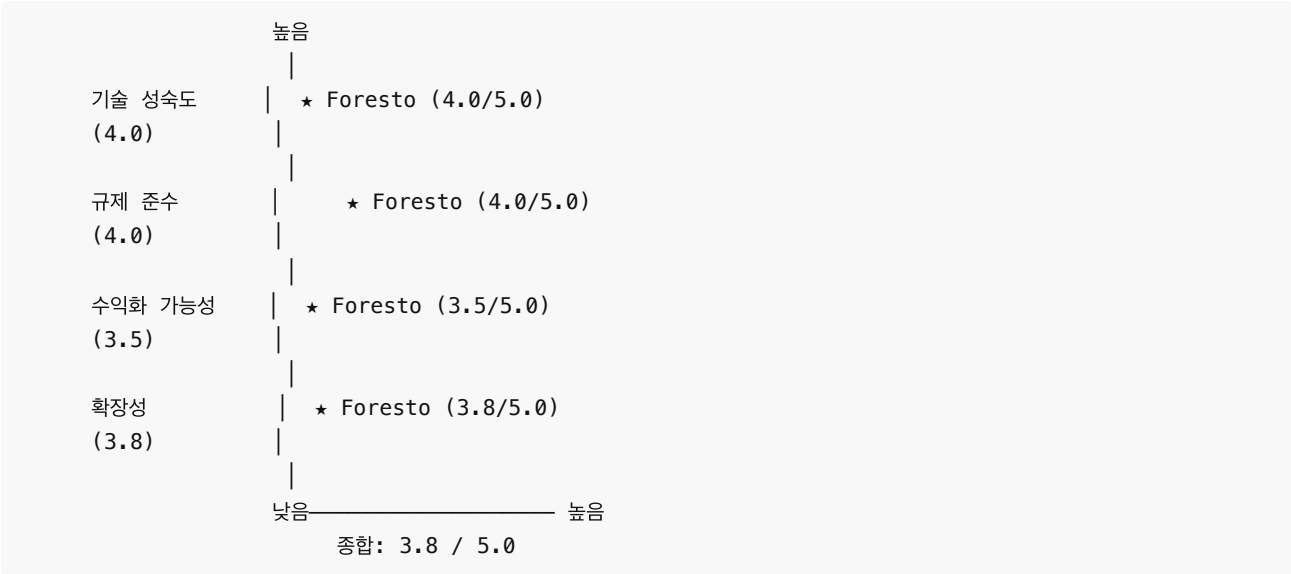 높음
기술 성숙도 | ★ Foresto (4.0/5.0)
(4.0) |
규제 준수 | ★ Foresto (4.0/5.0)
(4.0) |
수익화 가능성 | ★ Foresto (3.5/5.0)
(3.5) |
확장성 | ★ Foresto (3.8/5.0)
(3.8) |
낮음─────────────────── 높음
종합: 3.8 / 5.0